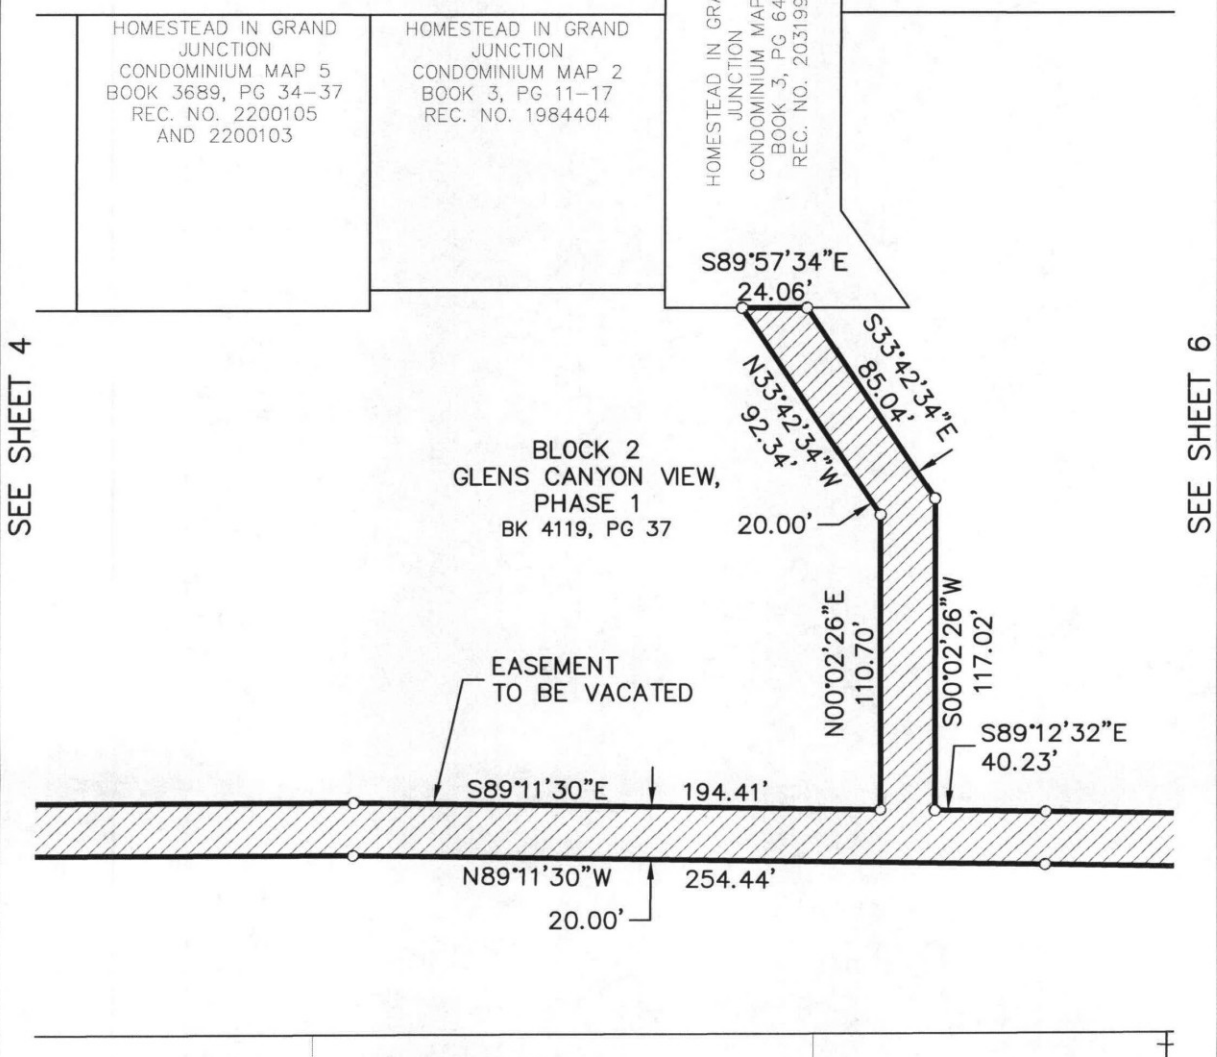 HOMESTEAD IN GRAND
JUNCTION
CONDOMINIUM MAP 5
BOOK 3689, PG 34-37
REC. NO. 2200105
AND 2200103
HOMESTEAD IN GRAND
JUNCTION
CONDOMINIUM MAP 2
BOOK 3, PG 11-17
REC. NO. 1984404
HOMESTEAD IN
JUNCTION
CONDOMINIUM MAP
BOOK 3, PG
REC. NO.
S89°57'34"E
24.06'
S33°42'34"E
85.04'
N33°42'34"W
92.34'
SEE SHEET 4
SEE SHEET 6
BLOCK 2
GLENS CANYON VIEW,
PHASE 1
BK 4119, PG 37
20.00'
N00°02'26"E
110.70'
S00°02'26"W
117.02'
EASEMENT
TO BE VACATED
S89°12'32"E
40.23'
S89°11'30"E 194.41'
N89°11'30"W 254.44'
20.00'